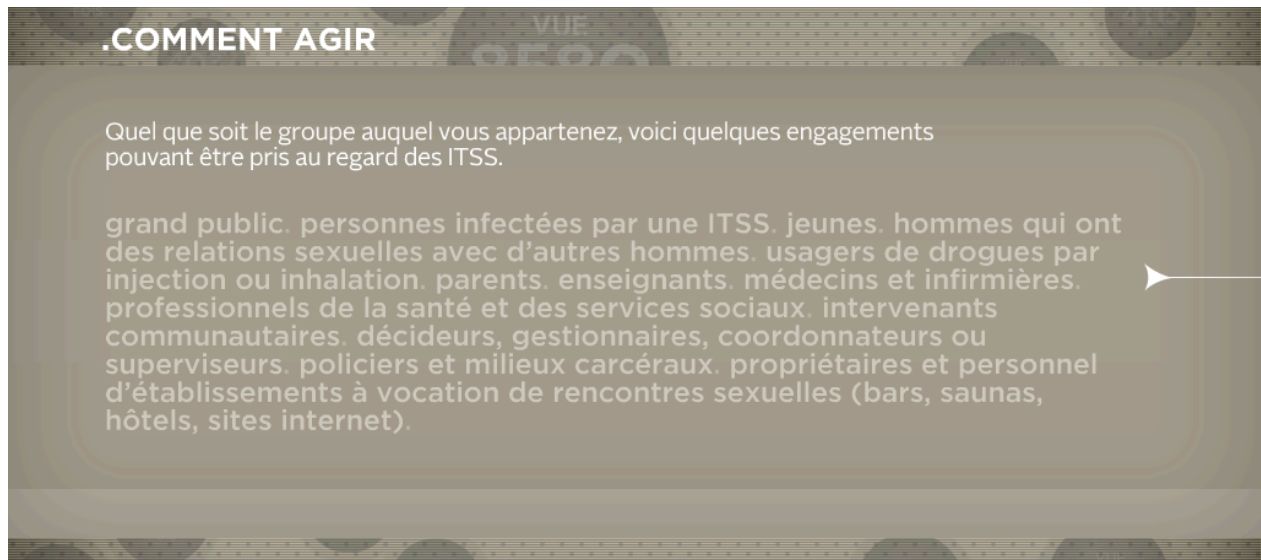 VUE
8580
.COMMENT AGIR
Quel que soit le groupe auquel vous appartenez, voici quelques engagements
pouvant être pris au regard des ITSS.
grand public. personnes infectées par une ITSS. jeunes. hommes qui ont
des relations sexuelles avec d’autres hommes. usagers de drogues par
injection ou inhalation. parents. enseignants. médecins et infirmières.
professionnels de la santé et des services sociaux. intervenants
communautaires. décideurs, gestionnaires, coordonnateurs ou
superviseurs. policiers et milieux carcéraux. propriétaires et personnel
d’établissements à vocation de rencontres sexuelles (bars, saunas,
hôtels, sites internet).